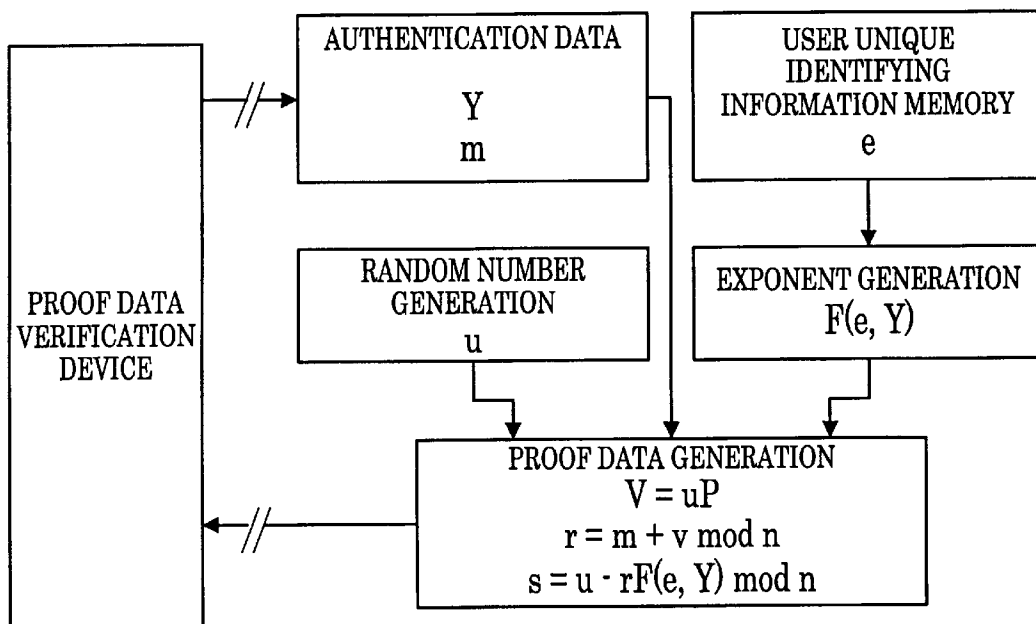 AUTHENTICATION DATA
Y
m
USER UNIQUE
IDENTIFYING
INFORMATION MEMORY
e
PROOF DATA
VERIFICATION
DEVICE
RANDOM NUMBER
GENERATION
u
EXPONENT GENERATION
F(e, Y)
PROOF DATA GENERATION
V = uP
r = m + v mod n
s = u - rF(e, Y) mod n